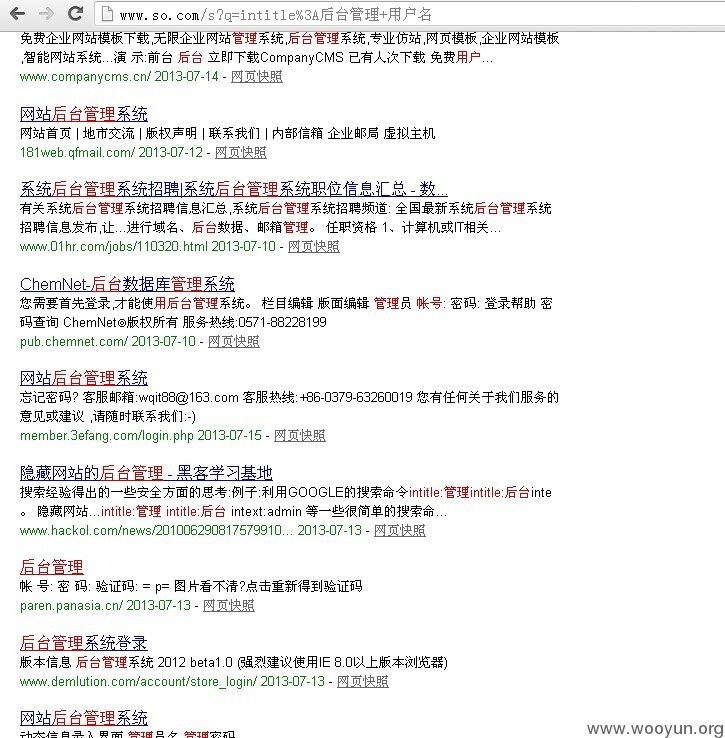 www.so.com/s?q=intitle%3A后台管理+用户名
免费企业网站模板下载,无限企业网站管理系统,后台管理系统,专业仿站,网页模板,企业网站模板
,智能网站系统...演 示:前台 后台 立即下载CompanyCMS 已有人次下载 免费用户...
www.companycms.cn/ 2013-07-14 - 网页快照
网站后台管理系统
网站首页 | 地市交流 | 版权声明 | 联系我们 | 内部信箱 企业邮局 虚拟主机
181web.qfmail.com/ 2013-07-12 - 网页快照
系统后台管理系统招聘|系统后台管理系统职位信息汇总 - 数...
有关系统后台管理系统招聘信息汇总,系统后台管理系统招聘频道: 全国最新系统后台管理系统
招聘信息发布,让...进行域名、后台数据、邮箱管理。 任职资格 1、计算机或IT相关...
www.01hr.com/jobs/110320.html 2013-07-10 - 网页快照
ChemNet-后台数据库管理系统
您需要首先登录,才能使用后台管理系统。 栏目编辑 版面编辑 管理员 帐号: 密码: 登录帮助 密
码查询 ChemNet⊙版权所有 服务热线:0571-88228199
pub.chemnet.com/ 2013-07-10 - 网页快照
网站后台管理系统
忘记密码? 客服邮箱:wqit88@163.com 客服热线:+86-0379-63260019 您有任何关于我们服务的
意见或建议 ,请随时联系我们:-)
member.3efang.com/login.php 2013-07-15 - 网页快照
隐藏网站的后台管理 - 黑客学习基地
搜索经验得出的一些安全方面的思考:例子:利用GOOGLE的搜索命令intitle:管理intitle:后台inte
。 隐藏网站...intitle:管理 intitle:后台 intext:admin 等一些很简单的搜索命...
www.hackol.com/news/201006290817579910... 2013-07-13 - 网页快照
后台管理
帐 号: 密 码: 验证码: = p= 图片看不清?点击重新得到验证码
paren.panasia.cn/ 2013-07-13 - 网页快照
后台管理系统登录
版本信息 后台管理系统 2012 beta1.0 (强烈建议使用IE 8.0以上版本浏览器)
www.demlution.com/account/store_login/ 2013-07-13 - 网页快照
网站后台管理系统
动态信息录入界面 管理员名 管理密码
www.wooyun.org